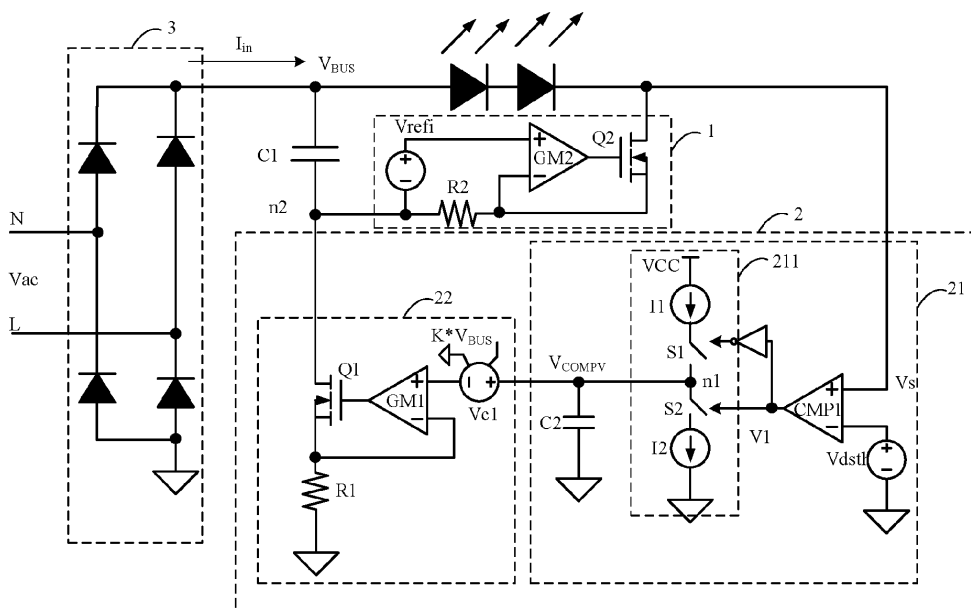 3
I_in
V_BUS
Vrefi
Q2
1
GM2
C1
R2
n2
N
2
Vac
VCC
211
21
L
22
I1
K*V_BUS
S1
V_COMPV
n1
Vs
Q1
GM1
Vc1
S2
CMP1
C2
V1
I2
R1